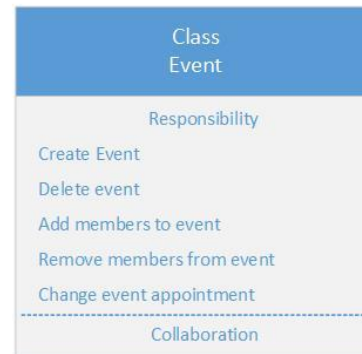 Class
Event
Responsibility
Create Event
Delete event
Add members to event
Remove members from event
Change event appointment
Collaboration